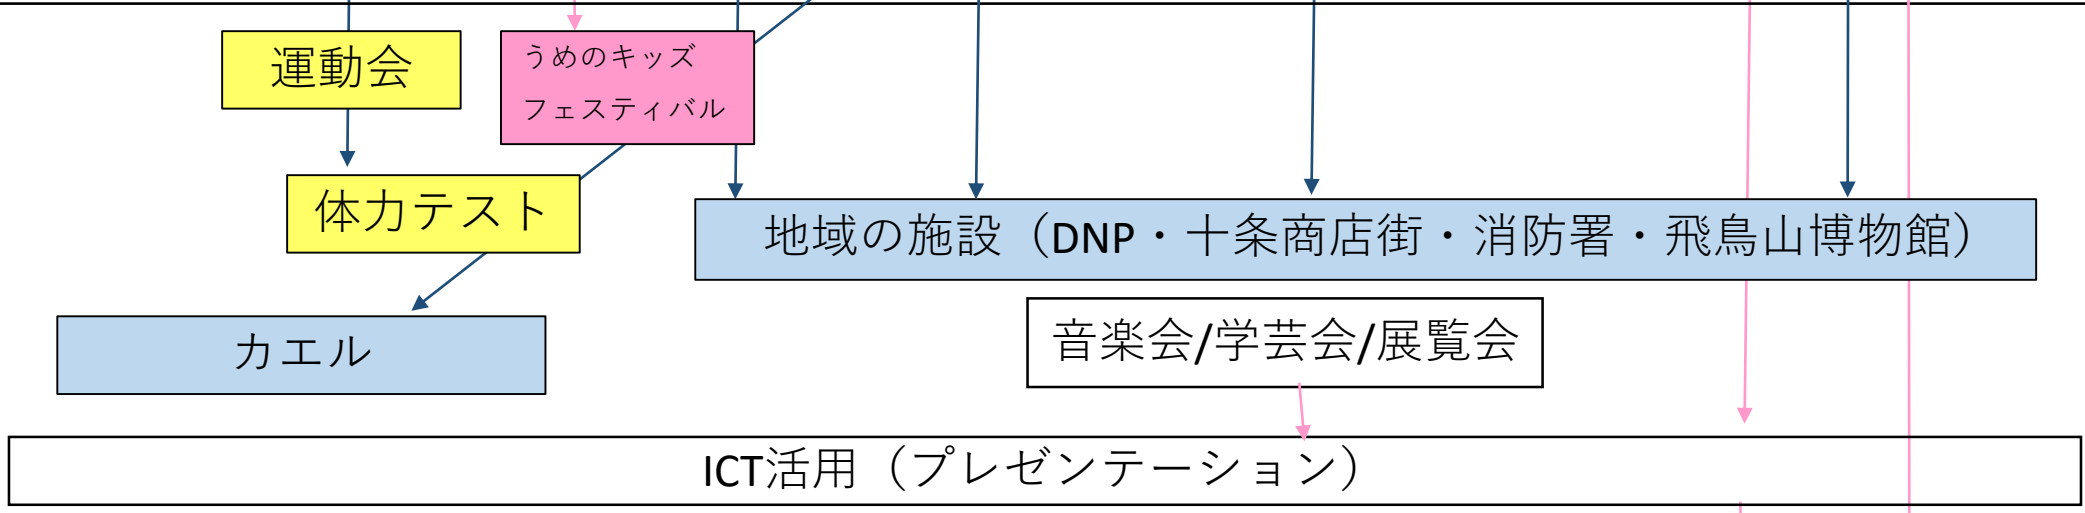 運動会
うめのキッズ
フェスティバル
体力テスト
地域の施設（DNP・十条商店街・消防署・飛鳥山博物館）
音楽会/学芸会/展覧会
カエル
ICT活用（プレゼンテーション）